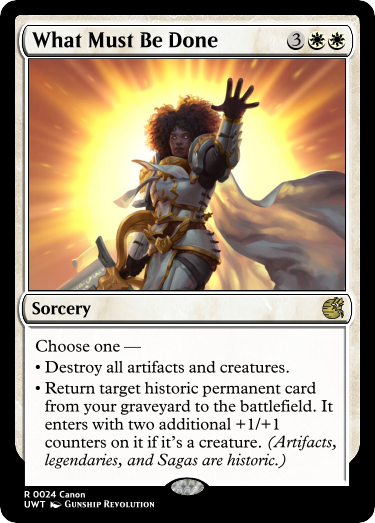 What Must Be Done 3
Sorcery
Choose one —
• Destroy all artifacts and creatures.
• Return target historic permanent card
from your graveyard to the battlefield. It
enters with two additional +1/+1
counters on it if it's a creature. (Artifacts,
legendaries, and Sagas are historic.)
R 0024 Canon
UWT Gunship Revolution